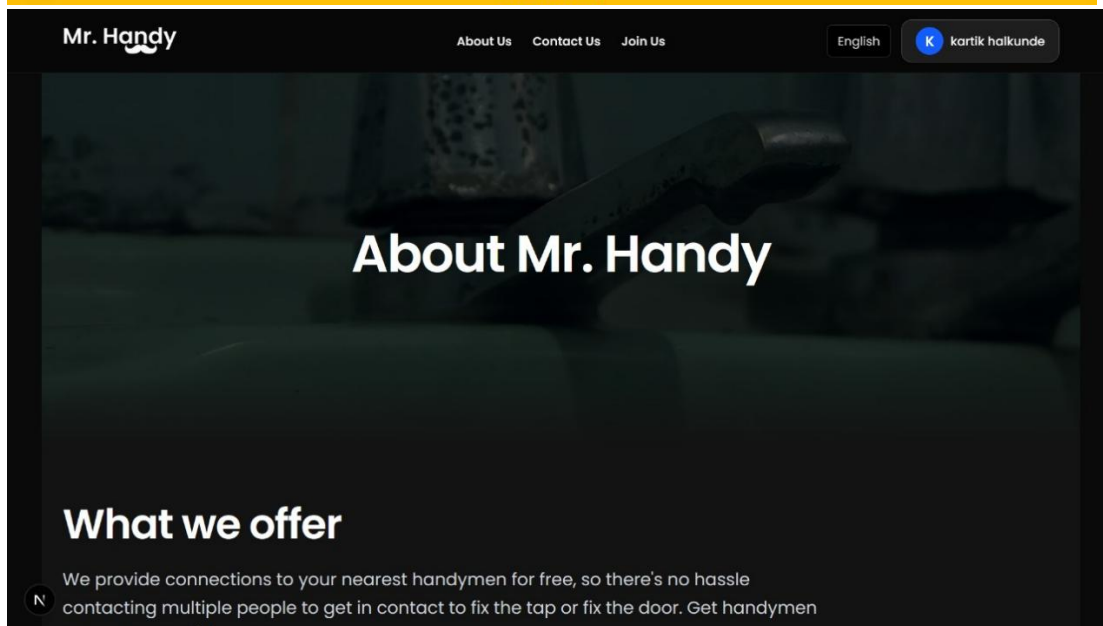 Mr. Handy
About Us Contact Us Join Us
English
K kartik halkunde
About Mr. Handy
What we offer
We provide connections to your nearest handymen for free, so there's no hassle
N
contacting multiple people to get in contact to fix the tap or fix the door. Get handymen